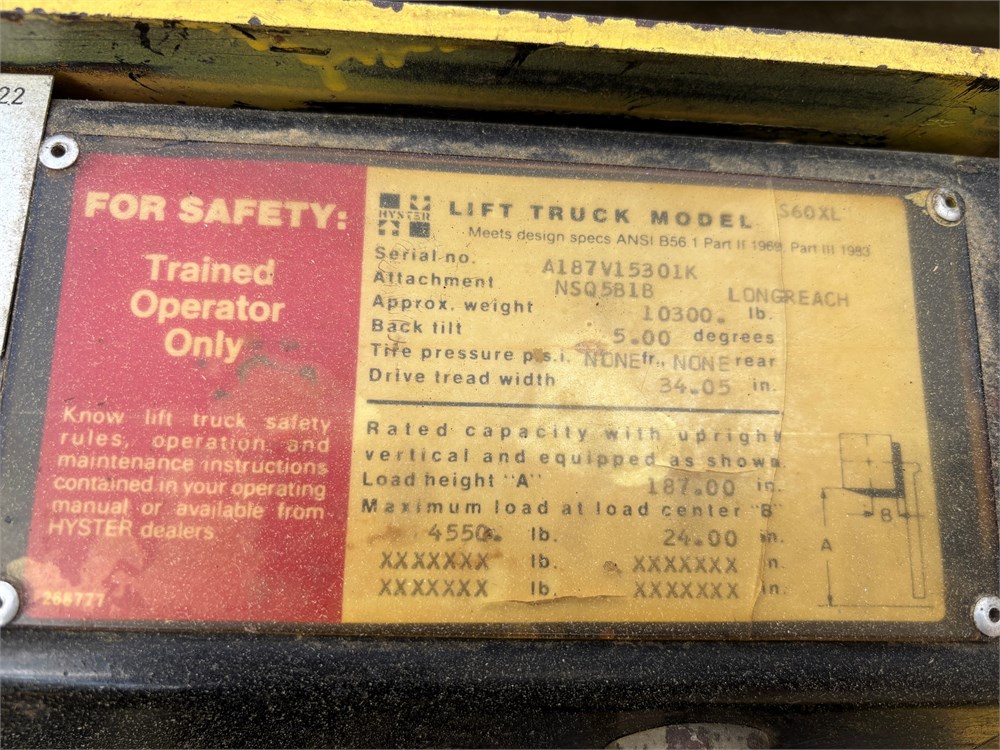 22
FOR SAFETY:
Trained
Operator
Only
Know lift truck safety
rules, operation, and
maintenance instructions
contained in your operating
manual or available from
HYSTER dealers
268777
HYSTER LIFT TRUCK MODEL S60XL
Meets design specs ANSI B56.1 Part II 1969, Part III 1983
Serial no. A187V15301K
Attachment NSQ5B1B LONGREACH
Approx. weight 10300. lb.
Back tilt 5.00 degrees
Tire pressure p.s.i. NONE fr., NONE rear
Drive tread width 34.05 in.
Rated capacity with upright
vertical and equipped as shown.
Load height "A" 187.00 in.
Maximum load at load center "B"
4550. lb. 24.00 in.
XXXXXXX lb. XXXXXXX in.
XXXXXXX lb. XXXXXXX in.
B
A